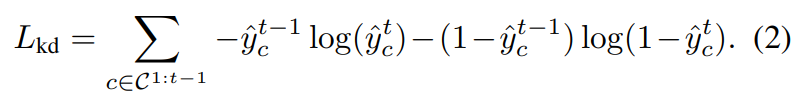 L_kd = ∑_{c∈𝒞^{1:t−1}} −ŷ_c^{t−1} log(ŷ_c^t) − (1−ŷ_c^{t−1}) log(1−ŷ_c^t). (2)